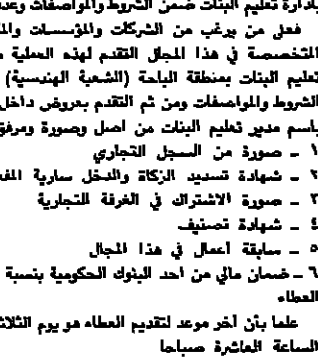 بادارة تعليم البنات ضمن الشروط والمواصفات وعد
فعلى من يرغب من الشركات والمؤسسات والم
المتخصصة في هذا المجال التقدم لهذه العملية م
تعليم البنات بمنطقة الباحة (الشعبة الهندسية)
الشروط والمواصفات ومن ثم التقدم بعروض داخل
باسم مدير تعليم البنات من اصل وصورة ومرفق
١ - صورة من السجل التجاري
٢ - شهادة تسديد الزكاة والدخل سارية المف
٣ - صورة الاشتراك في الغرفة التجارية
٤ - شهادة تصنيف
٥ - سابقة أعمال في هذا المجال
٦ - ضمان مالي من احد البنوك الحكومية بنسبة
العطاء
علما بأن آخر موعد لتقديم العطاء هو يوم الثلاث
الساعة العاشرة صباحا